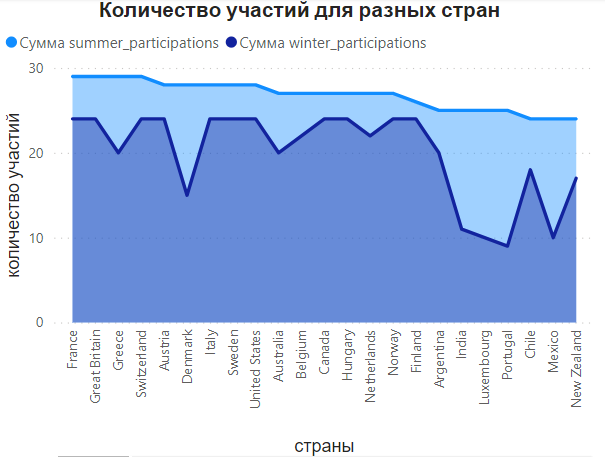 Количество участий для разных стран
Сумма summer_participations Сумма winter_participations
количество участий
30
20
10
0
France
Great Britain
Greece
Switzerland
Austria
Denmark
Italy
Sweden
United States
Australia
Belgium
Canada
Hungary
Netherlands
Norway
Finland
Argentina
India
Luxembourg
Portugal
Chile
Mexico
New Zealand
страны